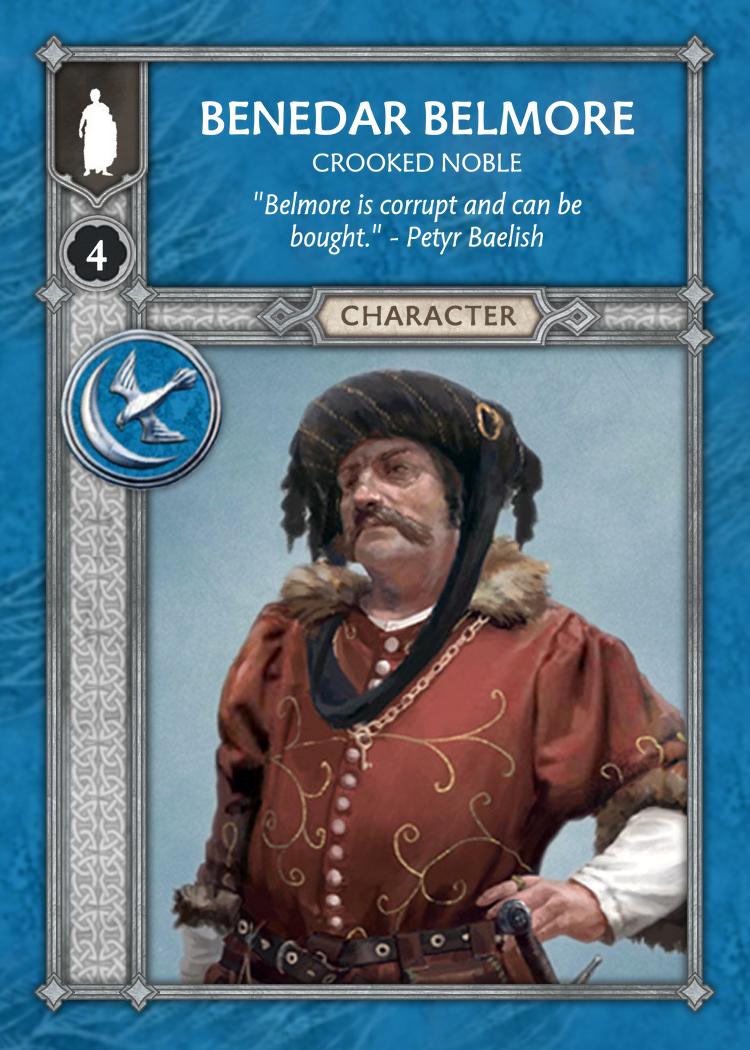 BENEDAR BELMORE
CROOKED NOBLE
"Belmore is corrupt and can be
bought." - Petyr Baelish
4
CHARACTER